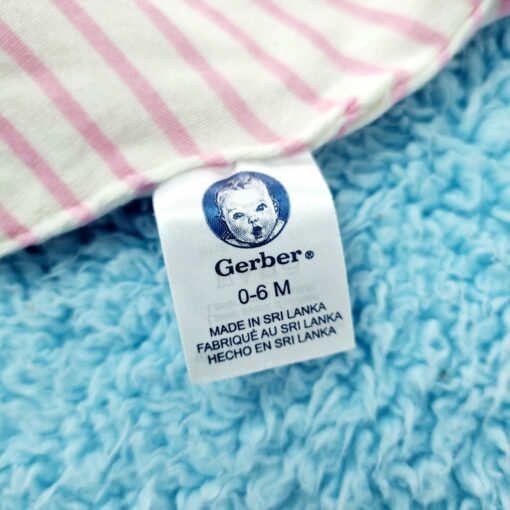 Gerber®
0-6 M
MADE IN SRI LANKA
FABRIQUÉ AU SRI LANKA
HECHO EN SRI LANKA